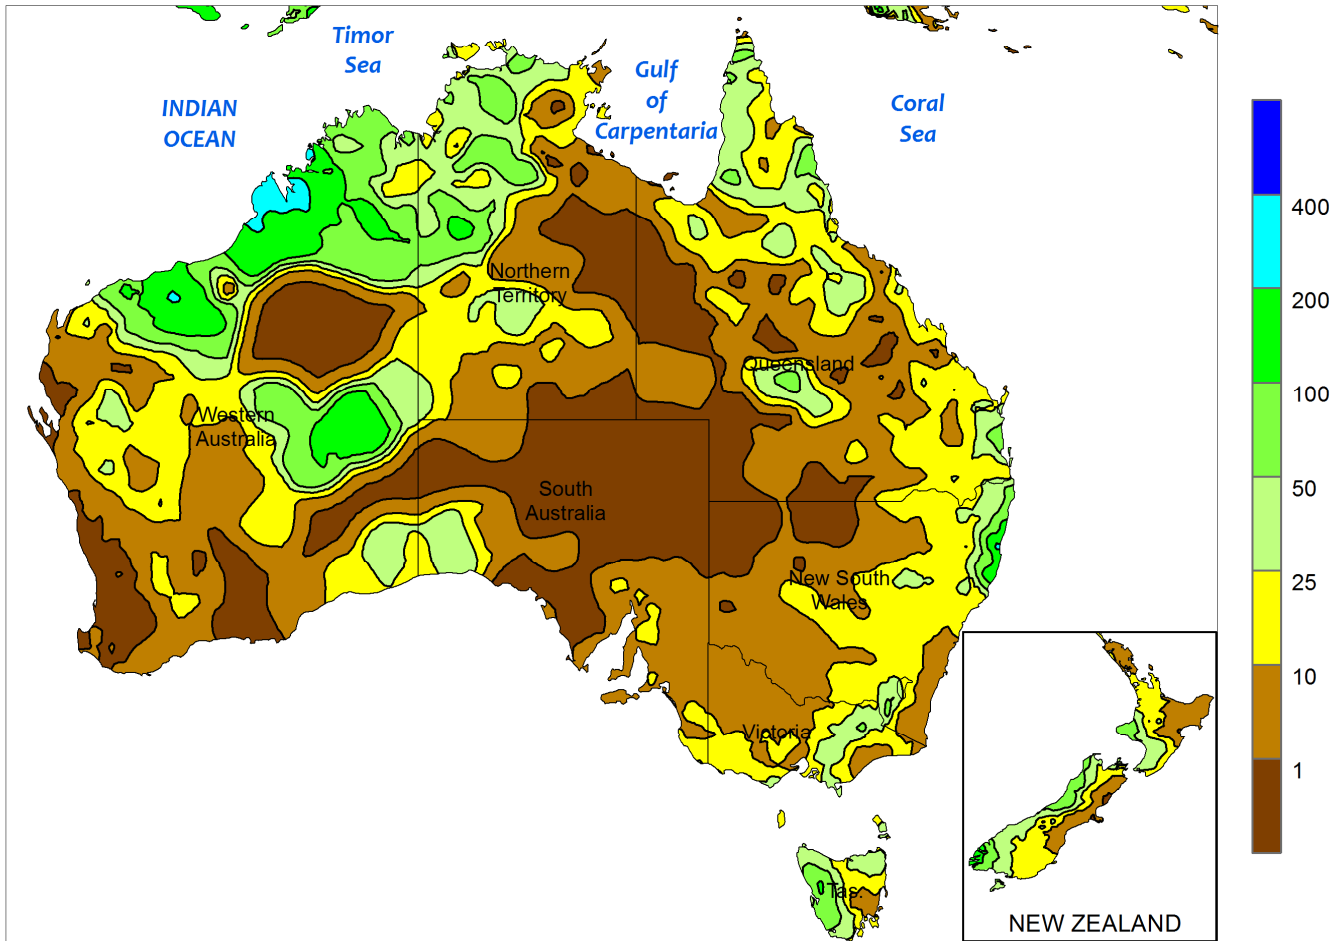 Timor
Sea
Gulf
of
Carpentaria
INDIAN
OCEAN
Coral
Sea
400
200
100
50
25
10
1
Northern
Territory
Queensland
Western
Australia
South
Australia
New South
Wales
Victoria
Tas.
NEW ZEALAND